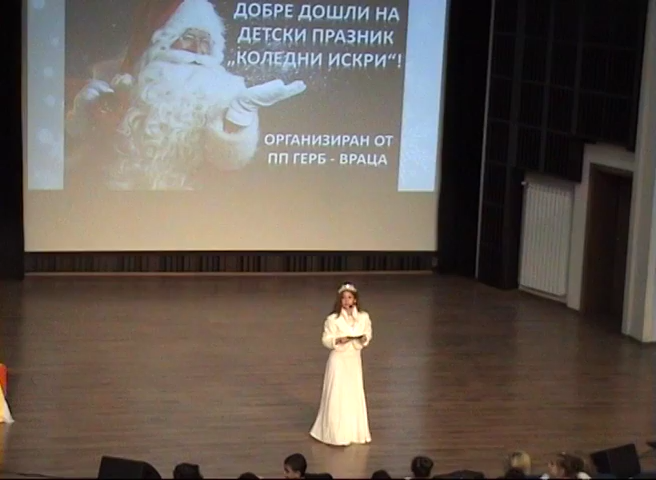 ДОБРЕ ДОШЛИ НА
ДЕТСКИ ПРАЗНИК
„КОЛЕДНИ ИСКРИ“!
ОРГАНИЗИРАН ОТ
ПП ГЕРБ - ВРАЦА